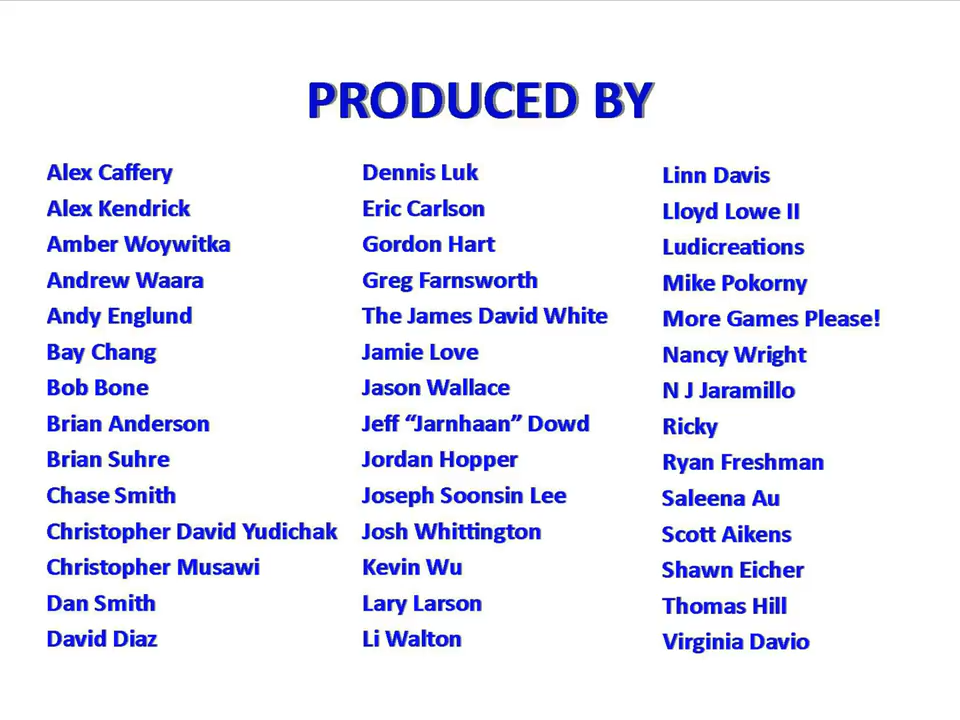 PRODUCED BY
Alex Caffery
Alex Kendrick
Amber Woywitka
Andrew Waara
Andy Englund
Bay Chang
Bob Bone
Brian Anderson
Brian Suhre
Chase Smith
Christopher David Yudichak
Christopher Musawi
Dan Smith
David Diaz
Dennis Luk
Eric Carlson
Gordon Hart
Greg Farnsworth
The James David White
Jamie Love
Jason Wallace
Jeff “Jarnhaan” Dowd
Jordan Hopper
Joseph Soonsin Lee
Josh Whittington
Kevin Wu
Lary Larson
Li Walton
Linn Davis
Lloyd Lowe II
Ludicreations
Mike Pokorny
More Games Please!
Nancy Wright
N J Jaramillo
Ricky
Ryan Freshman
Saleena Au
Scott Aikens
Shawn Eicher
Thomas Hill
Virginia Davio